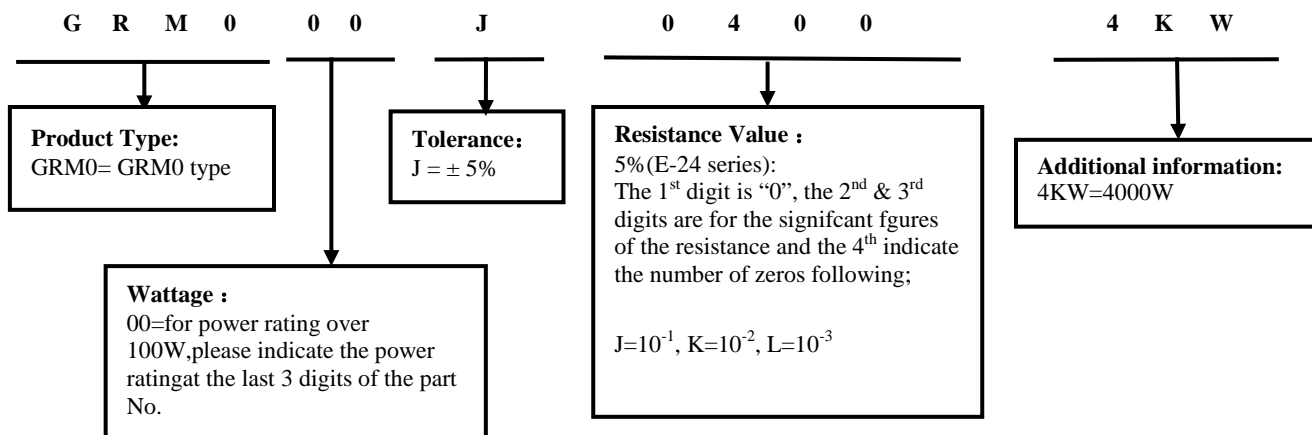 G R M 0 0 0 J 0 4 0 0 4 K W
Product Type:
GRM0= GRM0 type
Tolerance：
J = ± 5%
Resistance Value：
5%(E-24 series):
The 1st digit is “0”, the 2nd & 3rd
digits are for the signifcant fgures
of the resistance and the 4th indicate
the number of zeros following;
J=10-1, K=10-2, L=10-3
Additional information:
4KW=4000W
Wattage：
00=for power rating over
100W,please indicate the power
ratingat the last 3 digits of the part
No.